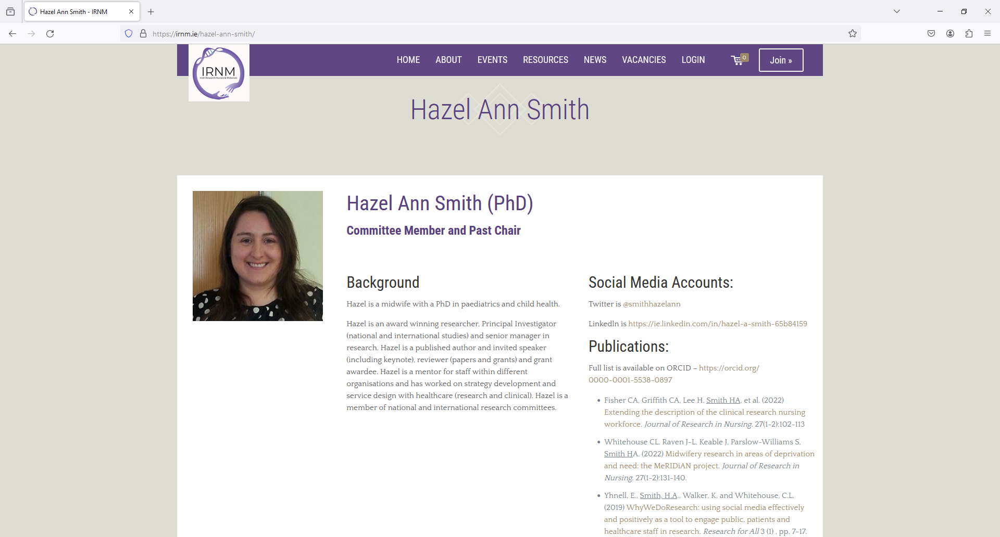 Hazel Ann Smith - IRNM
https://irnm.ie/hazel-ann-smith/
IRNM
Irish Research Nurses & Midwives
HOME ABOUT EVENTS RESOURCES NEWS VACANCIES LOGIN 0 Join »
Hazel Ann Smith
Hazel Ann Smith (PhD)
Committee Member and Past Chair
Background
Hazel is a midwife with a PhD in paediatrics and child health.
Hazel is an award winning researcher, Principal Investigator
(national and international studies) and senior manager in
research. Hazel is a published author and invited speaker
(including keynote), reviewer (papers and grants) and grant
awardee. Hazel is a mentor for staff within different
organisations and has worked on strategy development and
service design with healthcare (research and clinical). Hazel is a
member of national and international research committees.
Social Media Accounts:
Twitter is @smithhazelann
LinkedIn is https://ie.linkedin.com/in/hazel-a-smith-65b84159
Publications:
Full list is available on ORCID – https://orcid.org/
0000-0001-5538-0897
• Fisher CA, Griffith CA, Lee H, Smith HA, et al. (2022)
Extending the description of the clinical research nursing
workforce. Journal of Research in Nursing. 27(1-2):102-113
• Whitehouse CL, Raven J-L, Keable J, Parslow-Williams S,
Smith HA. (2022) Midwifery research in areas of deprivation
and need: the MeRIDiAN project. Journal of Research in
Nursing. 27(1-2):131-140.
• Yhnell, E., Smith, H.A., Walker, K. and Whitehouse, C.L.
(2019) WhyWeDoResearch: using social media effectively
and positively as a tool to engage public, patients and
healthcare staff in research. Research for All 3 (1) , pp. 7-17.